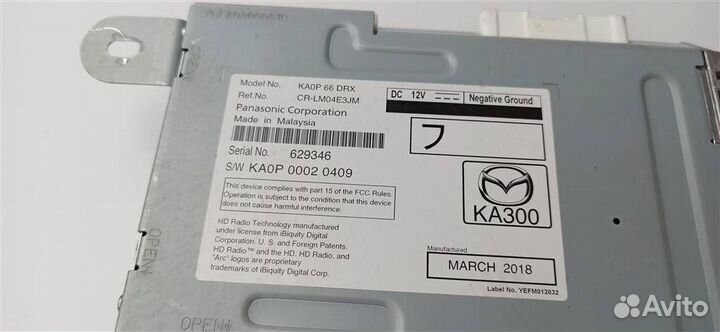 Model No. KA0P 66 DRX
Ref.No. CR-LM04E3JM
Panasonic Corporation
Made in Malaysia
DC 12V Negative Ground
フ
Serial No. 629346
S/W KA0P 0002 0409
This device complies with part 15 of the FCC Rules.
Operation is subject to the condition that this device
does not cause harmful interference.
KA300
HD Radio Technology manufactured
under license from iBiquity Digital
Corporation, U. S. and Foreign Patents.
HD Radio™ and the HD, HD Radio, and
"Arc" logos are proprietary
trademarks of iBiquity Digital Corp.
Manufactured
MARCH 2018
Label No. YEFM012032
OPEN
OPEN
Avito